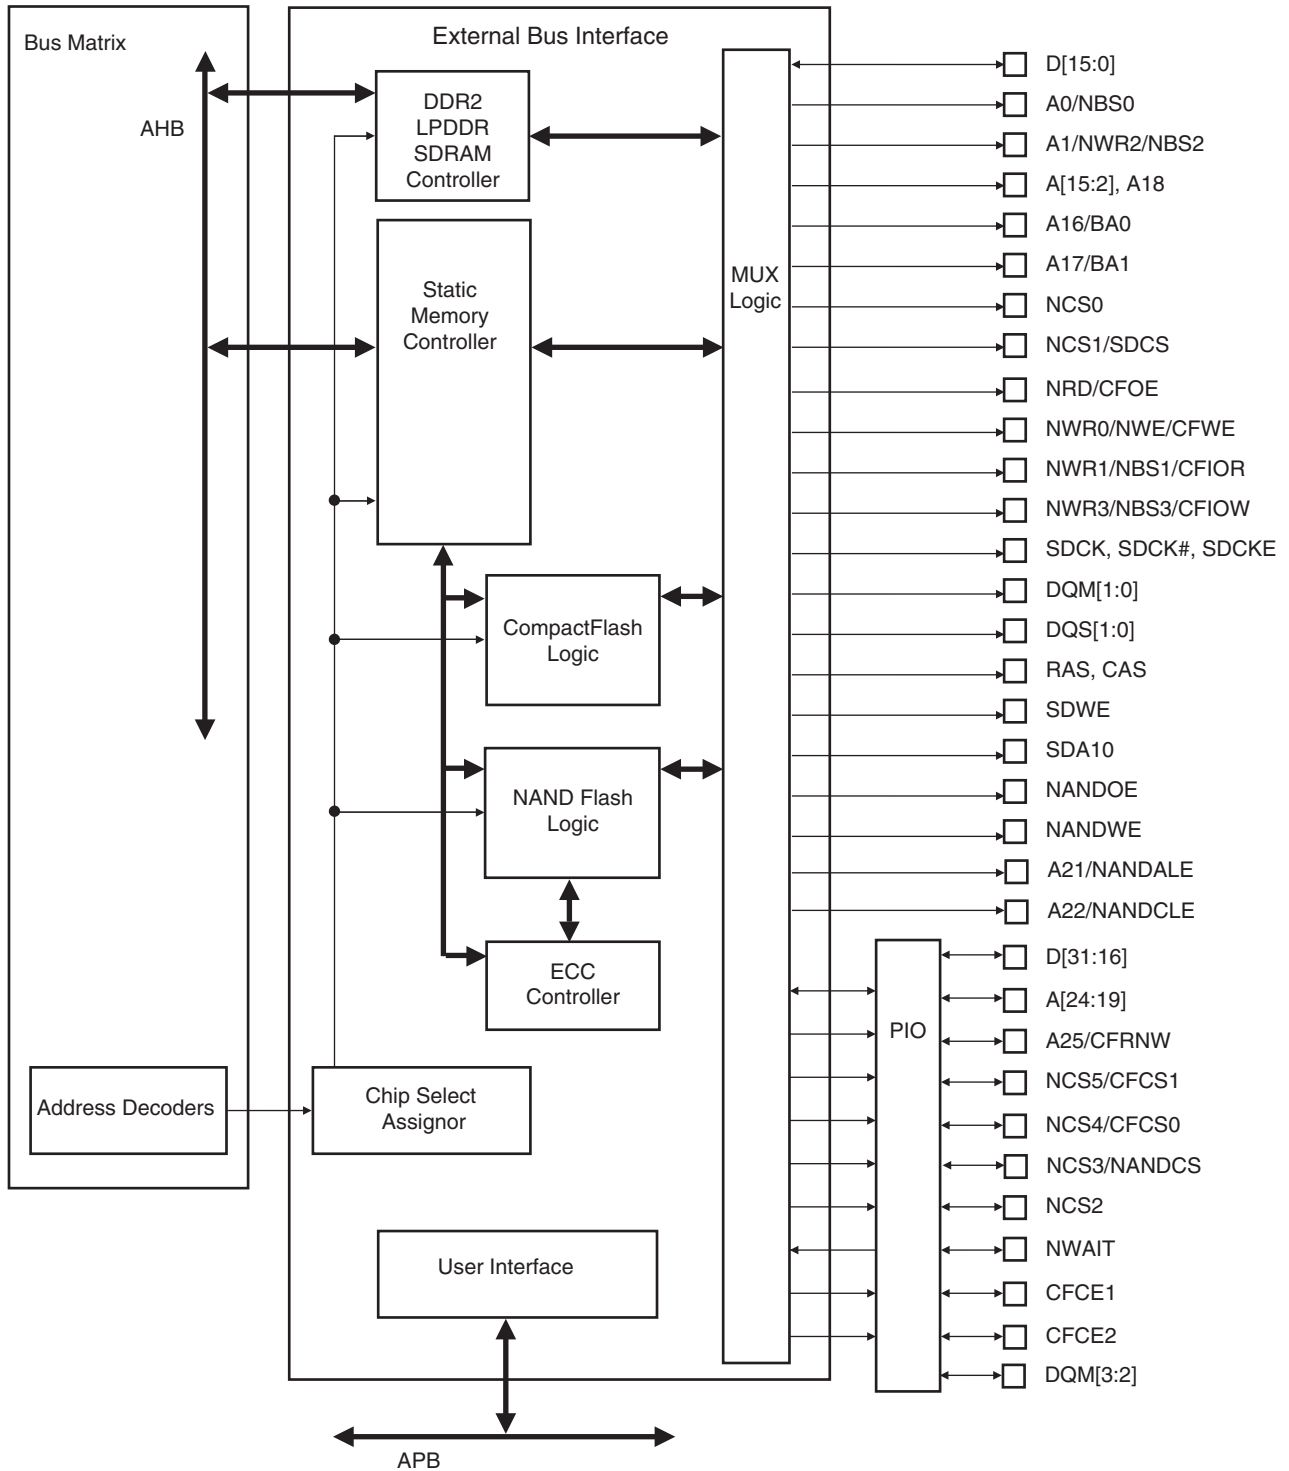 Bus Matrix
AHB
Address Decoders
External Bus Interface
DDR2
LPDDR
SDRAM
Controller
Static
Memory
Controller
CompactFlash
Logic
NAND Flash
Logic
ECC
Controller
Chip Select
Assignor
User Interface
APB
MUX
Logic
PIO
D[15:0]
A0/NBS0
A1/NWR2/NBS2
A[15:2], A18
A16/BA0
A17/BA1
NCS0
NCS1/SDCS
NRD/CFOE
NWR0/NWE/CFWE
NWR1/NBS1/CFIOR
NWR3/NBS3/CFIOW
SDCK, SDCK#, SDCKE
DQM[1:0]
DQS[1:0]
RAS, CAS
SDWE
SDA10
NANDOE
NANDWE
A21/NANDALE
A22/NANDCLE
D[31:16]
A[24:19]
A25/CFRNW
NCS5/CFCS1
NCS4/CFCS0
NCS3/NANDCS
NCS2
NWAIT
CFCE1
CFCE2
DQM[3:2]